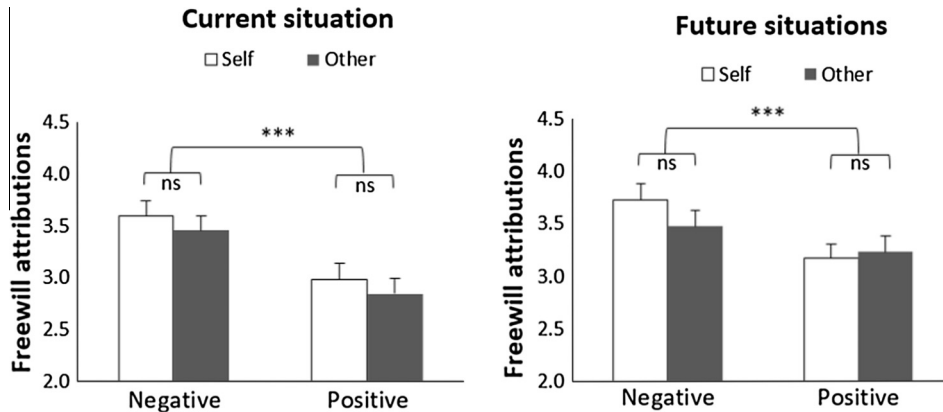 Current situation
Self Other
Freewill attributions
4.5
4.0
3.5
3.0
2.5
2.0
***
ns
ns
Negative Positive
Future situations
Self Other
Freewill attributions
4.5
4.0
3.5
3.0
2.5
2.0
***
ns
ns
Negative Positive